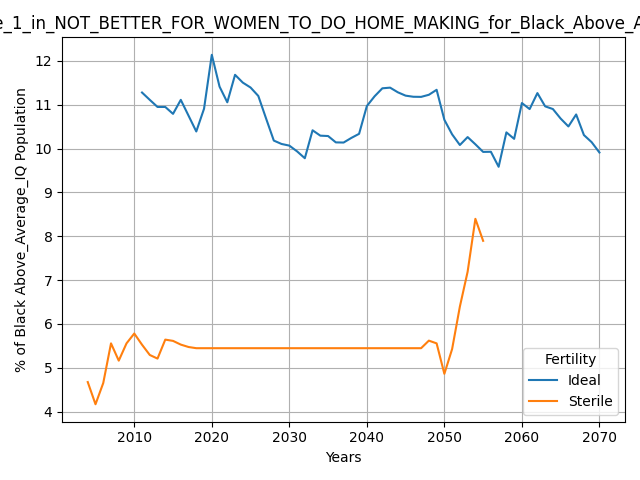 e_1_in_NOT_BETTER_FOR_WOMEN_TO_DO_HOME_MAKING_for_Black_Above_A
12
11
10
9
8
7
6
5
4
% of Black Above_Average_IQ Population
2010 2020 2030 2040 2050 2060 2070
Years
Fertility
Ideal
Sterile